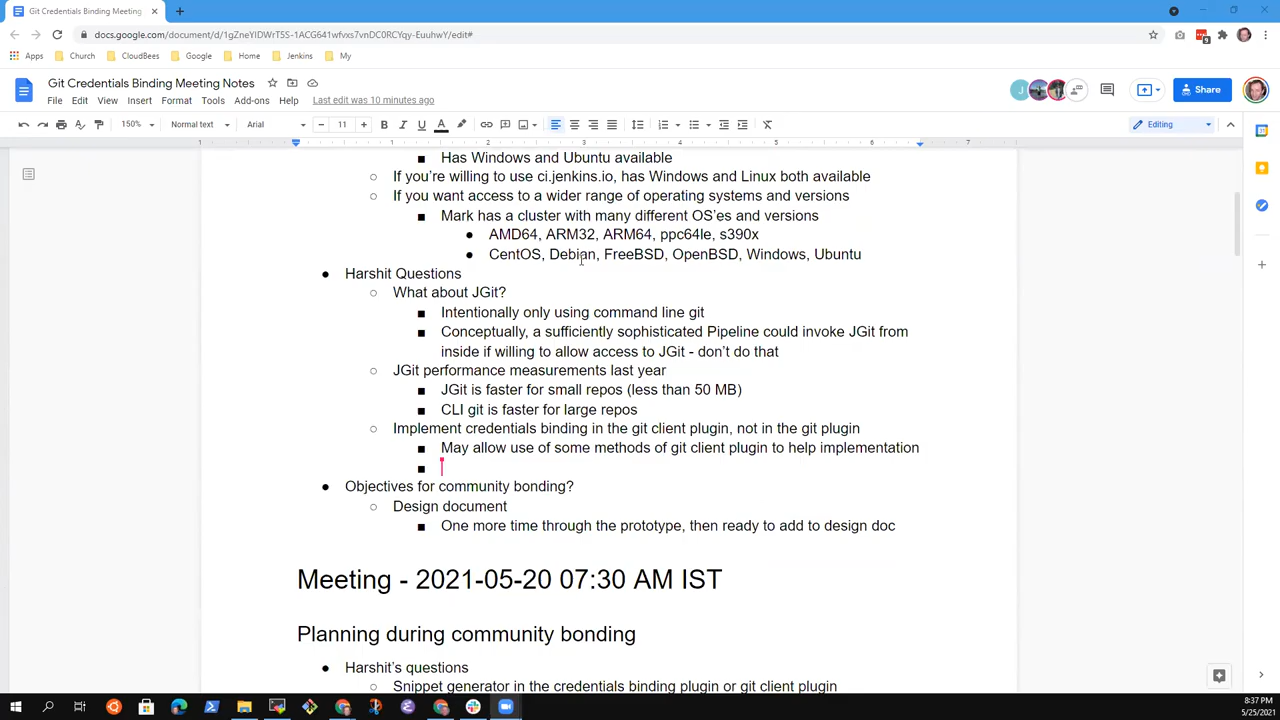 Git Credentials Binding Meeting N
docs.google.com/document/d/1gZneYIDWrT5S-1ACG641wfvxs7vnDC0RCYqy-EuuhwY/edit#
9
Apps Church CloudBees Google Home Jenkins My
Git Credentials Binding Meeting Notes
File Edit View Insert Format Tools Add-ons Help Last edit was 10 minutes ago
J
Share
150% Normal text Arial 11 Editing
1 1 2 3 4 5 6 7
■ Has Windows and Ubuntu available
○ If you’re willing to use ci.jenkins.io, has Windows and Linux both available
○ If you want access to a wider range of operating systems and versions
■ Mark has a cluster with many different OS’es and versions
● AMD64, ARM32, ARM64, ppc64le, s390x
● CentOS, Debian, FreeBSD, OpenBSD, Windows, Ubuntu
● Harshit Questions
○ What about JGit?
■ Intentionally only using command line git
■ Conceptually, a sufficiently sophisticated Pipeline could invoke JGit from
inside if willing to allow access to JGit - don’t do that
○ JGit performance measurements last year
■ JGit is faster for small repos (less than 50 MB)
■ CLI git is faster for large repos
○ Implement credentials binding in the git client plugin, not in the git plugin
■ May allow use of some methods of git client plugin to help implementation
■
● Objectives for community bonding?
○ Design document
■ One more time through the prototype, then ready to add to design doc
Meeting - 2021-05-20 07:30 AM IST
Planning during community bonding
● Harshit’s questions
○ Snippet generator in the credentials binding plugin or git client plugin
8:37 PM
5/25/2021